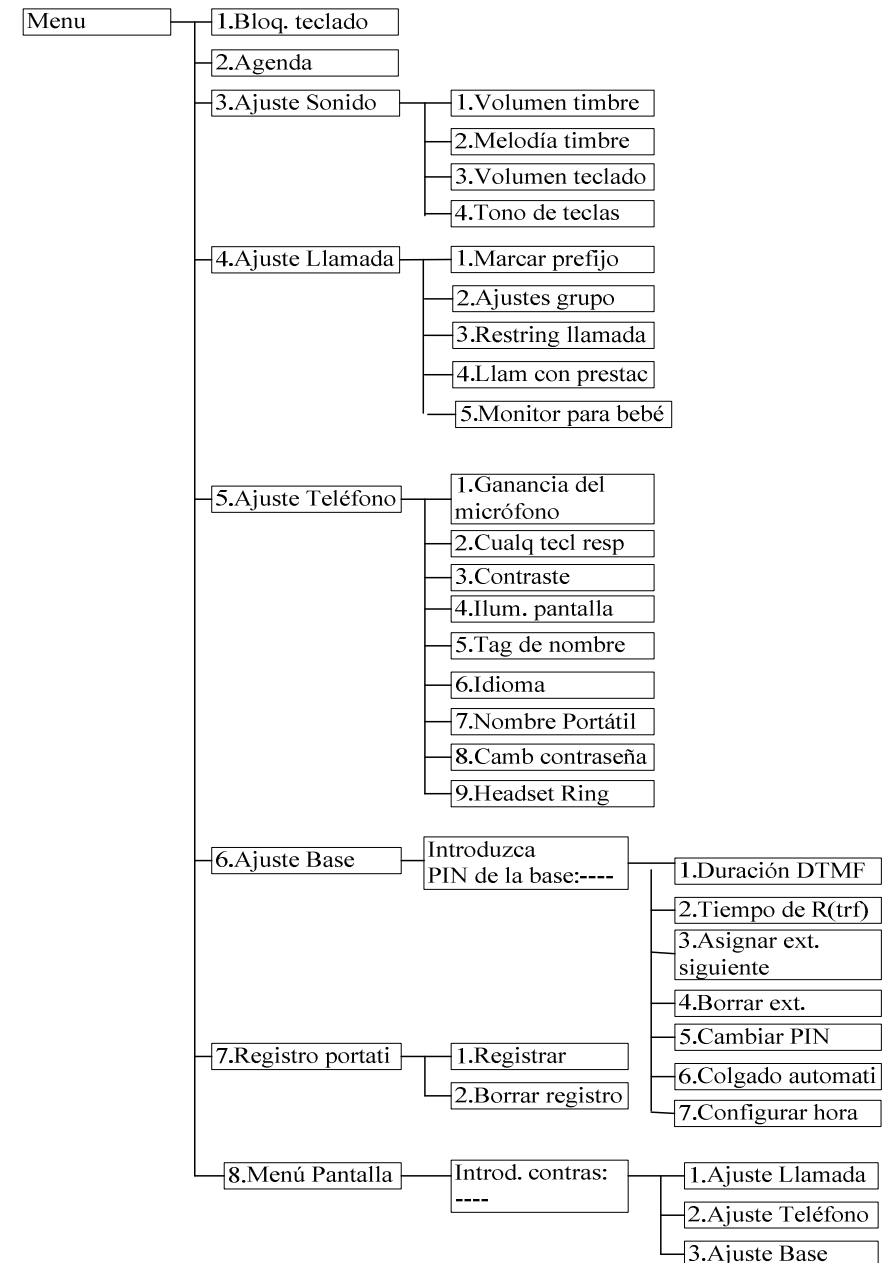 Menu
1.Bloq. teclado
2.Agenda
3.Ajuste Sonido
1.Volumen timbre
2.Melodía timbre
3.Volumen teclado
4.Tono de teclas
4.Ajuste Llamada
1.Marcar prefijo
2.Ajustes grupo
3.Restring llamada
4.Llam con prestac
5.Monitor para bebé
5.Ajuste Teléfono
1.Ganancia del
micrófono
2.Cualq tecl resp
3.Contraste
4.Ilum. pantalla
5.Tag de nombre
6.Idioma
7.Nombre Portátil
8.Camb contraseña
9.Headset Ring
6.Ajuste Base
Introduzca
PIN de la base:----
1.Duración DTMF
2.Tiempo de R(trf)
3.Asignar ext.
siguiente
4.Borrar ext.
5.Cambiar PIN
6.Colgado automati
7.Configurar hora
7.Registro portati
1.Registrar
2.Borrar registro
8.Menú Pantalla
Introd. contras:
----
1.Ajuste Llamada
2.Ajuste Teléfono
3.Ajuste Base